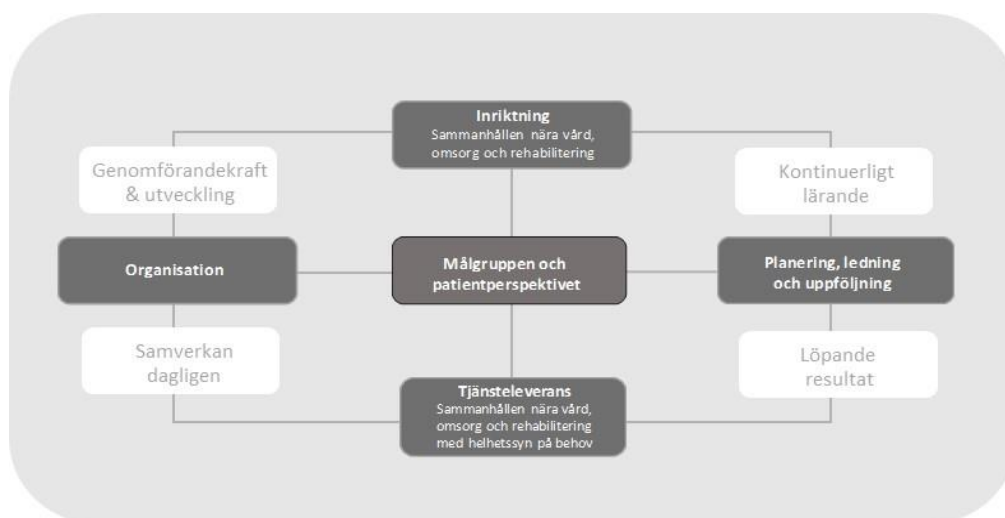 Inriktning
Sammanhållen nära vård,
omsorg och rehabilitering
Genomförandekraft
& utveckling
Kontinuerligt
lärande
Organisation
Målgruppen och
patientperspektivet
Planering, ledning
och uppföljning
Samverkan
dagligen
Löpande
resultat
Tjänsteleverans
Sammanhållen nära vård,
omsorg och rehabilitering
med helhetssyn på behov